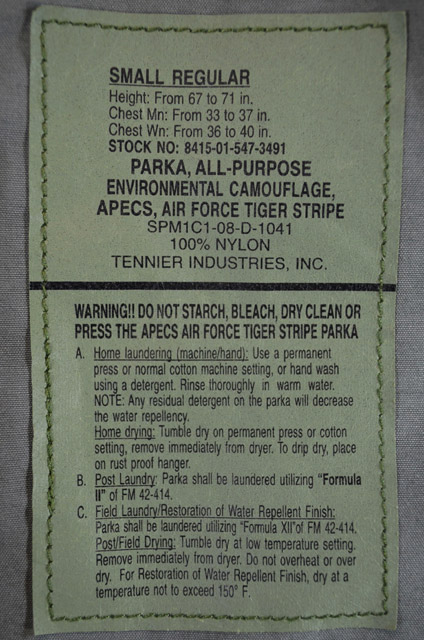 SMALL REGULAR
Height: From 67 to 71 in.
Chest Mn: From 33 to 37 in.
Chest Wn: From 36 to 40 in.
STOCK NO: 8415-01-547-3491
PARKA, ALL-PURPOSE
ENVIRONMENTAL CAMOUFLAGE,
APECS, AIR FORCE TIGER STRIPE
SPM1C1-08-D-1041
100% NYLON
TENNIER INDUSTRIES, INC.
WARNING!! DO NOT STARCH, BLEACH, DRY CLEAN OR
PRESS THE APECS AIR FORCE TIGER STRIPE PARKA
A. Home laundering (machine/hand): Use a permanent
press or normal cotton machine setting, or hand wash
using a detergent. Rinse thoroughly in warm water.
NOTE: Any residual detergent on the parka will decrease
the water repellency.
Home drying: Tumble dry on permanent press or cotton
setting, remove immediately from dryer. To drip dry, place
on rust proof hanger.
B. Post Laundry: Parka shall be laundered utilizing "Formula
II" of FM 42-414.
C. Field Laundry/Restoration of Water Repellent Finish:
Parka shall be laundered utilizing "Formula XII"of FM 42-414.
Post/Field Drying: Tumble dry at low temperature setting.
Remove immediately from dryer. Do not overheat or over
dry. For Restoration of Water Repellent Finish, dry at a
temperature not to exceed 150° F.